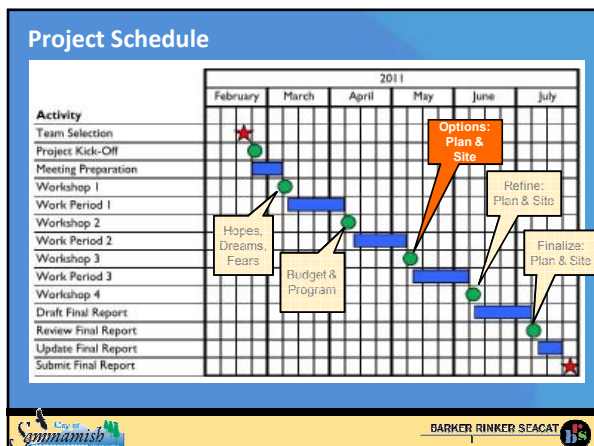 Project Schedule
2011
February March April May June July
Activity
Team Selection
Project Kick-Off
Meeting Preparation
Workshop 1
Work Period 1
Workshop 2
Work Period 2
Workshop 3
Work Period 3
Workshop 4
Draft Final Report
Review Final Report
Update Final Report
Submit Final Report
Options:
Plan &
Site
Refine:
Plan & Site
Hopes,
Dreams,
Fears
Budget &
Program
Finalize:
Plan & Site
City of
Sammamish
BARKER RINKER SEACAT
brs